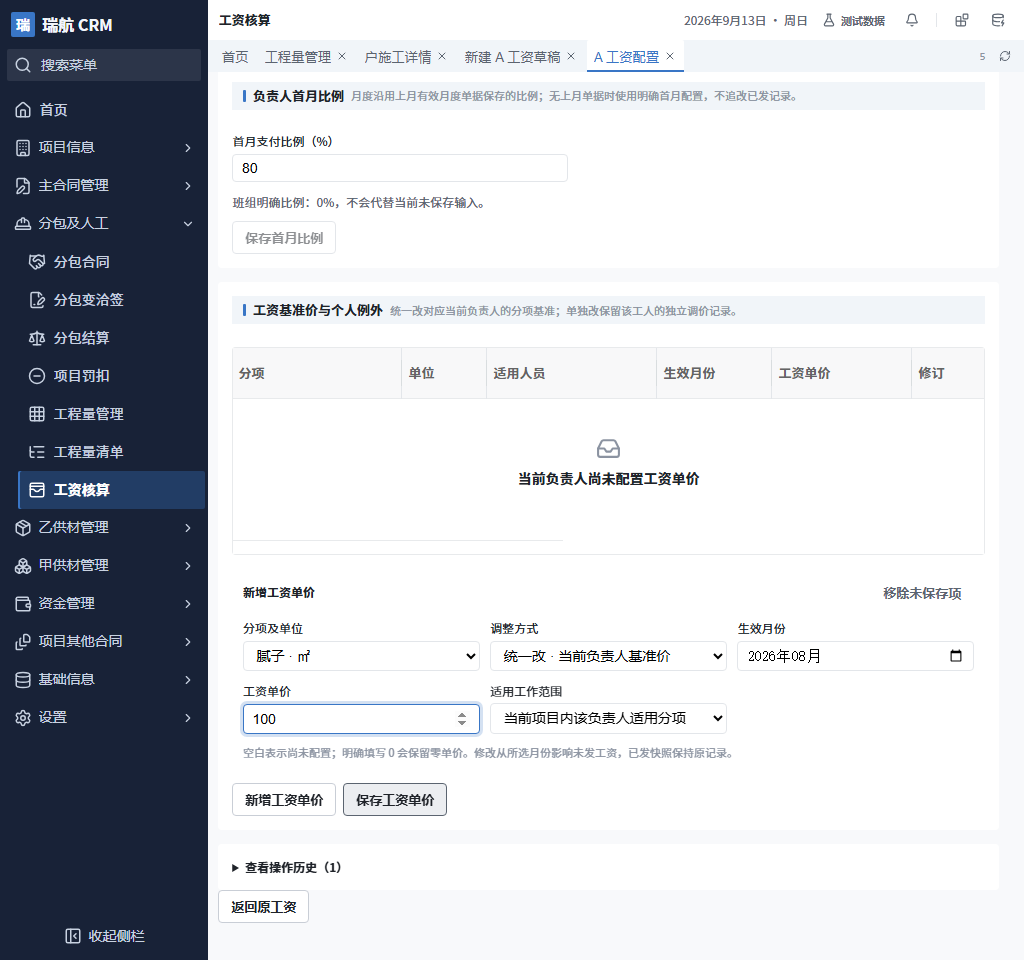 瑞 瑞航 CRM
搜索菜单
首页
项目信息
主合同管理
分包及人工
分包合同
分包变洽签
分包结算
项目罚扣
工程量管理
工程量清单
工资核算
乙供材管理
甲供材管理
资金管理
项目其他合同
基础信息
设置
收起侧栏
工资核算
2026年9月13日 · 周日 测试数据
首页 工程量管理 × 户施工详情 × 新建 A 工资草稿 × A 工资配置 × 5
负责人首月比例 月度沿用上月有效月度单据保存的比例；无上月单据时使用明确首月配置，不追改已发记录。
首月支付比例（%）
80
班组明确比例：0%，不会代替当前未保存输入。
保存首月比例
工资基准价与个人例外 统一改对应当前负责人的分项基准；单独改保留该工人的独立调价记录。
分项 单位 适用人员 生效月份 工资单价 修订
当前负责人尚未配置工资单价
新增工资单价 移除未保存项
分项及单位 调整方式 生效月份
腻子 · ㎡ 统一改 · 当前负责人基准价 2026年08月
工资单价 适用工作范围
100 当前项目内该负责人适用分项
空白表示尚未配置；明确填写 0 会保留零单价。修改从所选月份影响未发工资，已发快照保持原记录。
新增工资单价 保存工资单价
▶ 查看操作历史（1）
返回原工资